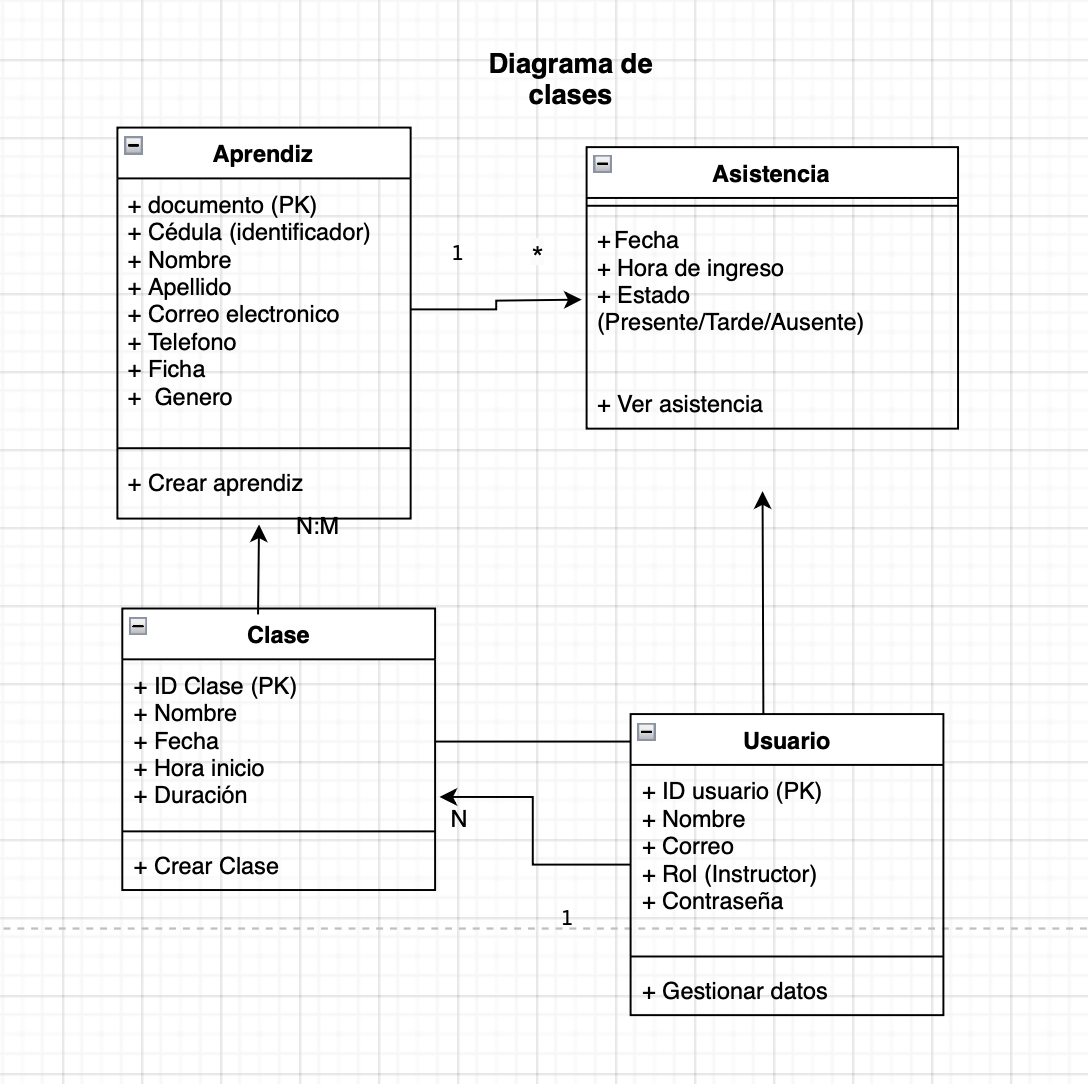 Diagrama de
clases
Aprendiz
+ documento (PK)
+ Cédula (identificador)
+ Nombre
+ Apellido
+ Correo electronico
+ Telefono
+ Ficha
+ Genero
+ Crear aprendiz
1
*
Asistencia
+ Fecha
+ Hora de ingreso
+ Estado
(Presente/Tarde/Ausente)
+ Ver asistencia
N:M
Clase
+ ID Clase (PK)
+ Nombre
+ Fecha
+ Hora inicio
+ Duración
+ Crear Clase
N
1
Usuario
+ ID usuario (PK)
+ Nombre
+ Correo
+ Rol (Instructor)
+ Contraseña
+ Gestionar datos